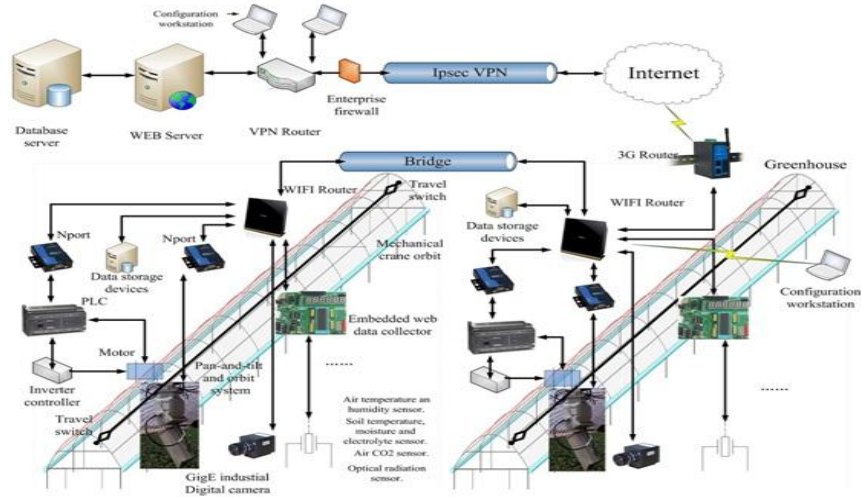 Configuration
workstation
Ipsec VPN
Internet
Enterprise
firewall
Database
server
WEB Server
VPN Router
3G Router
Bridge
Greenhouse
WIFI Router
Travel
switch
WIFI Router
Nport
Nport
Data storage
devices
Mechanical
crane orbit
Data storage
devices
PLC
Embedded web
data collector
Configuration
workstation
Motor
Pan-and-tilt
and orbit
system
Inverter
controller
......
......
Travel
switch
Air temperature an
humidity sensor.
Soil temperature,
moisture and
electrolyte sensor.
Air CO2 sensor.
Optical radiation
sensor.
GigE industial
Digital camera